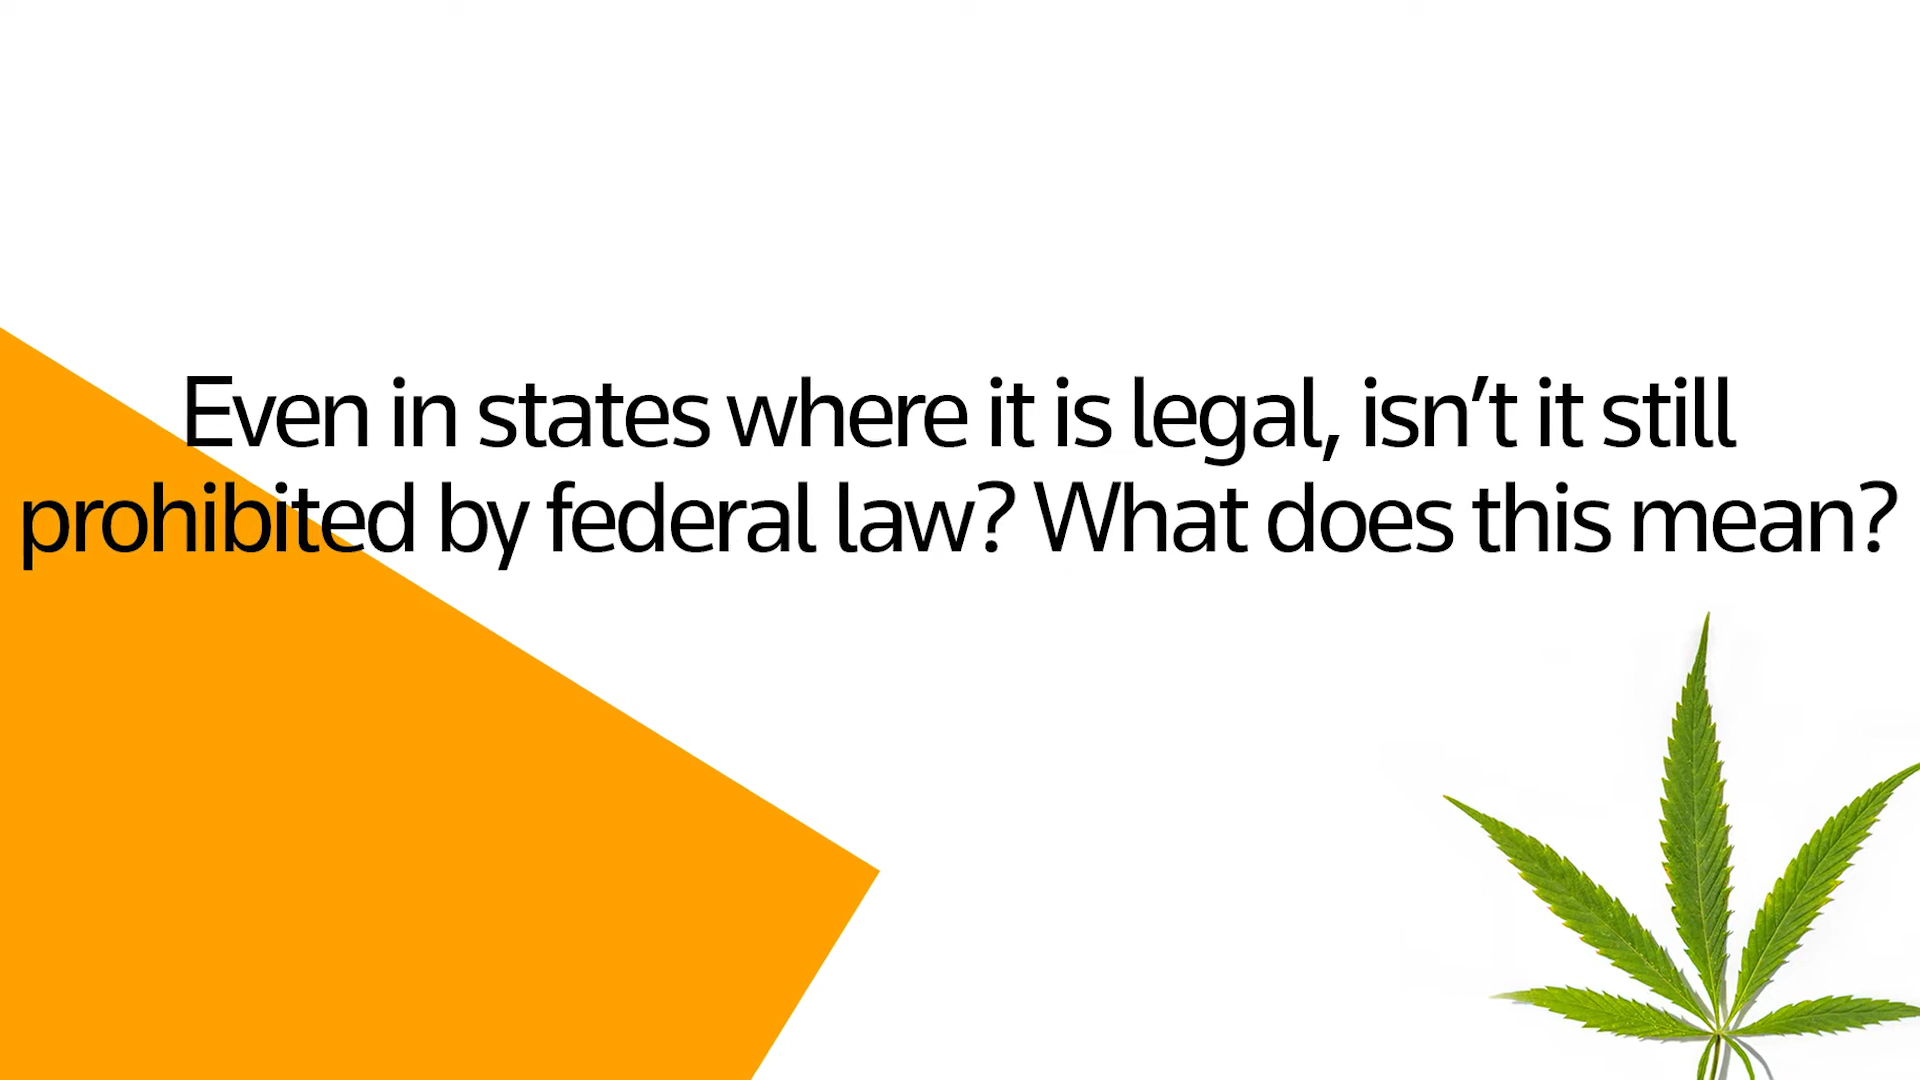 Even in states where it is legal, isn’t it still
prohibited by federal law? What does this mean?